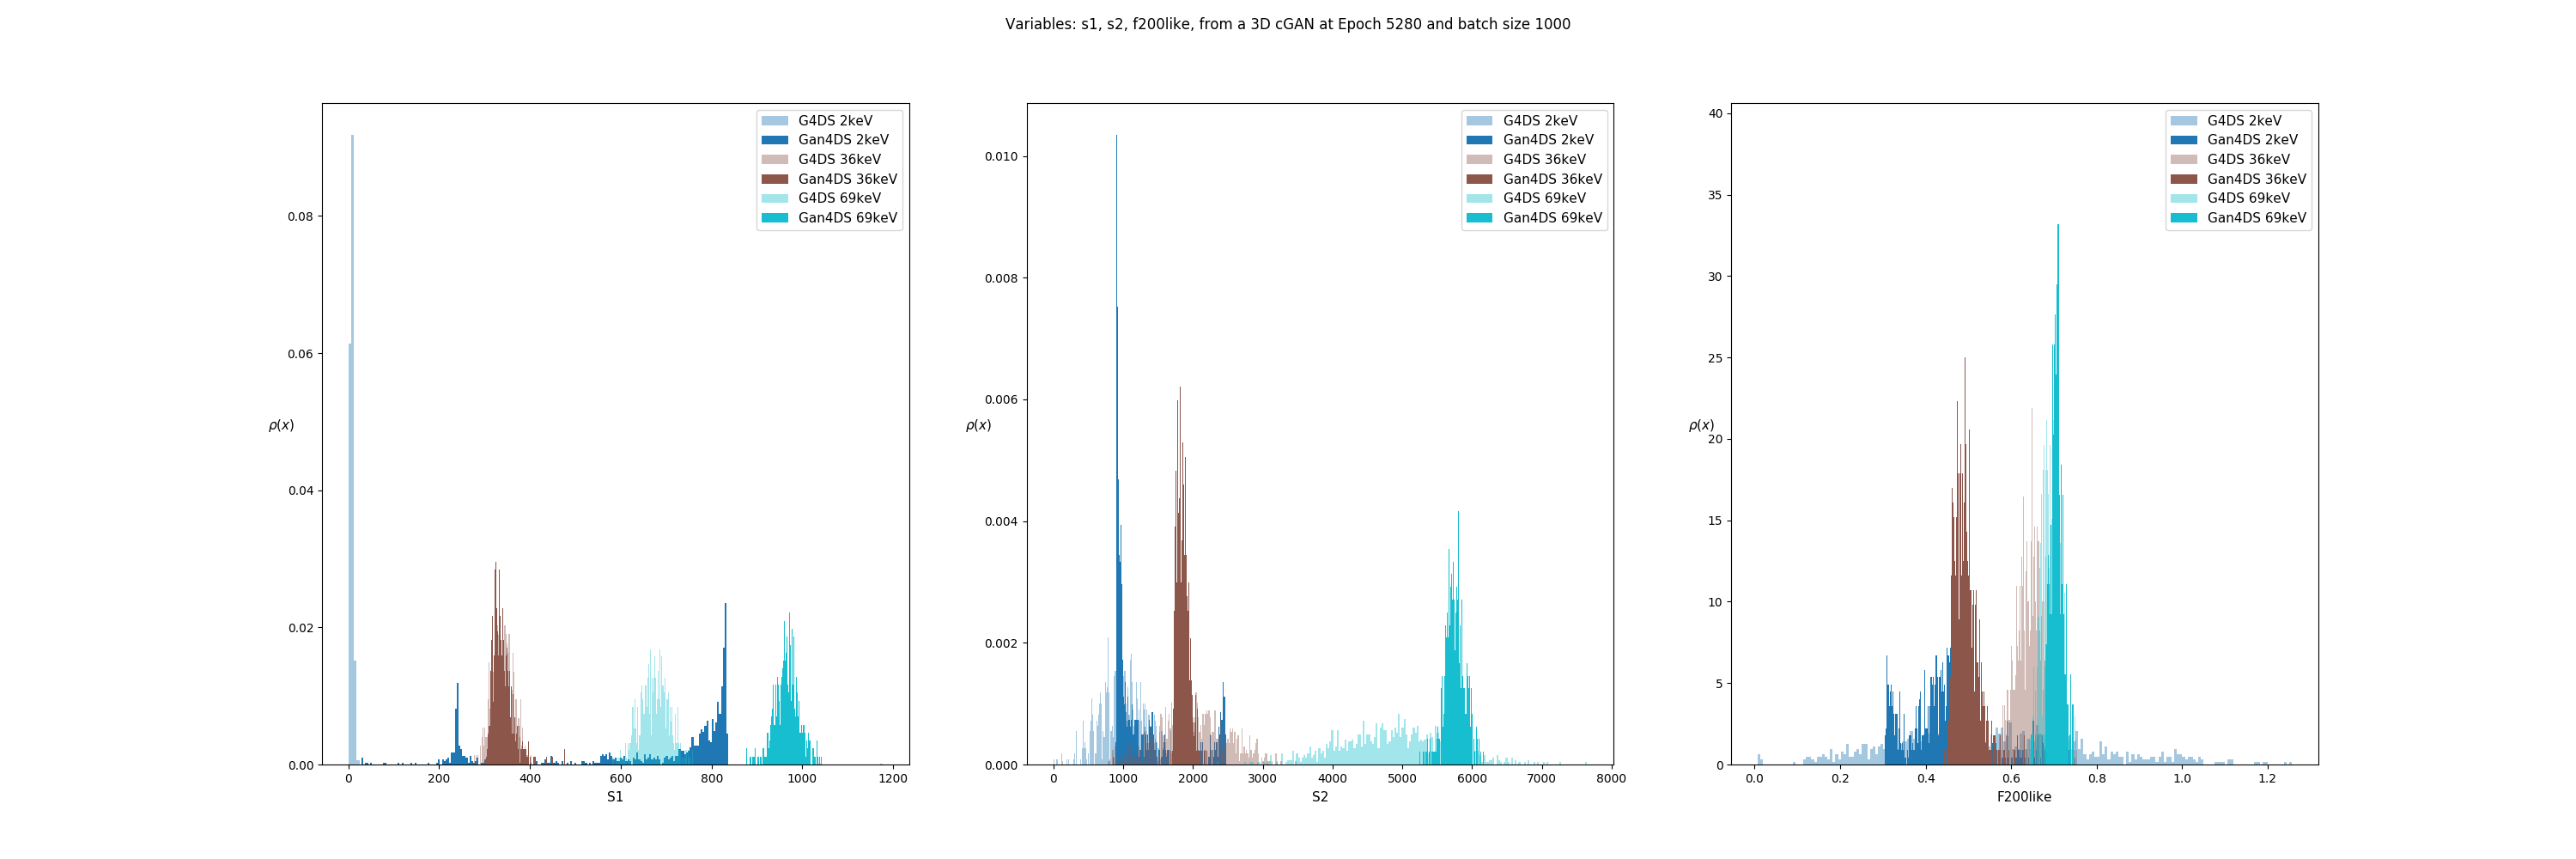 Variables: s1, s2, f200like, from a 3D cGAN at Epoch 5280 and batch size 1000
G4DS 2keV
Gan4DS 2keV
G4DS 36keV
Gan4DS 36keV
G4DS 69keV
Gan4DS 69keV
0.08
0.06
0.04
0.02
0.00
ρ(x)
0 200 400 600 800 1000 1200
S1
G4DS 2keV
Gan4DS 2keV
G4DS 36keV
Gan4DS 36keV
G4DS 69keV
Gan4DS 69keV
0.010
0.008
0.006
0.004
0.002
0.000
ρ(x)
0 1000 2000 3000 4000 5000 6000 7000 8000
S2
G4DS 2keV
Gan4DS 2keV
G4DS 36keV
Gan4DS 36keV
G4DS 69keV
Gan4DS 69keV
40
35
30
25
20
15
10
5
0
ρ(x)
0.0 0.2 0.4 0.6 0.8 1.0 1.2
F200like